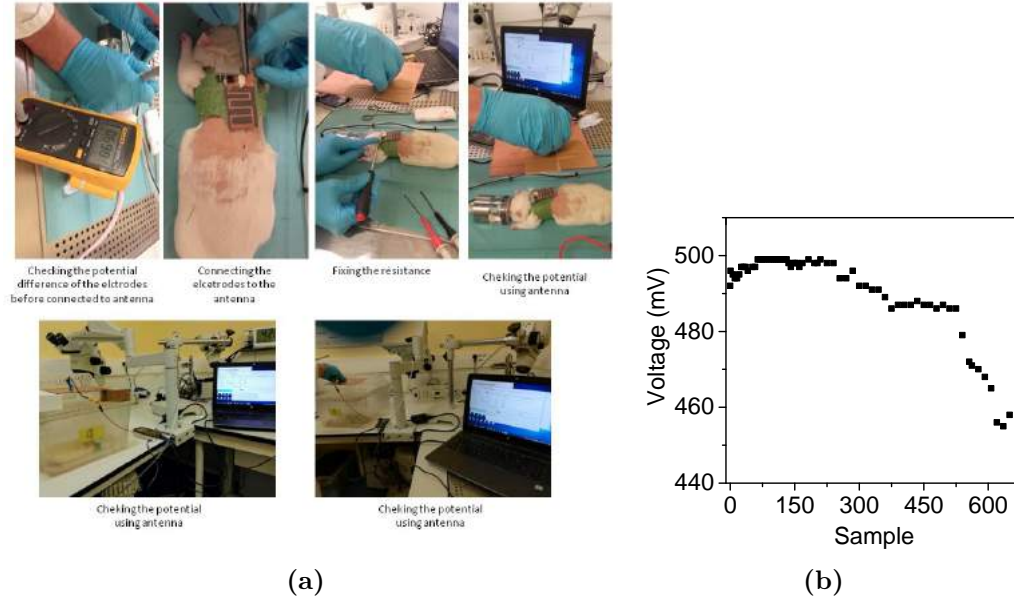 Checking the potential
difference of the elctrodes
before connected to antenna
Connecting the
elcetrodes to the
antenna
Fixing the résistance
Cheking the potential
using antenna
Cheking the potential
using antenna
Cheking the potential
using antenna
(a)
Voltage (mV)
500
480
460
440
0 150 300 450 600
Sample
(b)